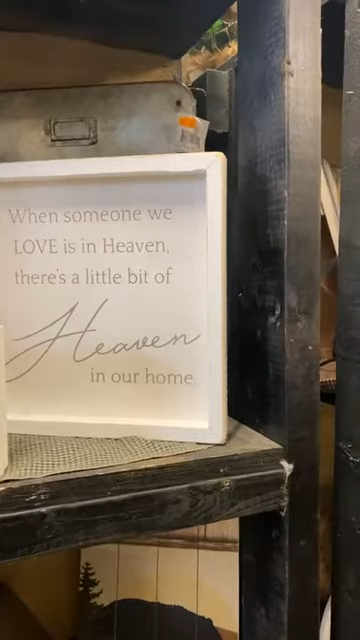 When someone we
LOVE is in Heaven,
there's a little bit of
Heaven
in our home.